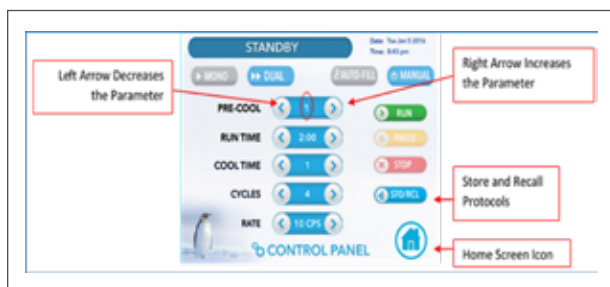 STANDBY
Date: Tue Jan 5 2016
Time: 8:43 pm
MONO
DUAL
AUTO-FILL
MANUAL
Left Arrow Decreases
the Parameter
Right Arrow Increases
the Parameter
PRE-COOL
RUN
RUN TIME
2:00
PAUSE
COOL TIME
1
STOP
CYCLES
4
STO/RCL
Store and Recall
Protocols
RATE
10 CPS
CONTROL PANEL
Home Screen Icon